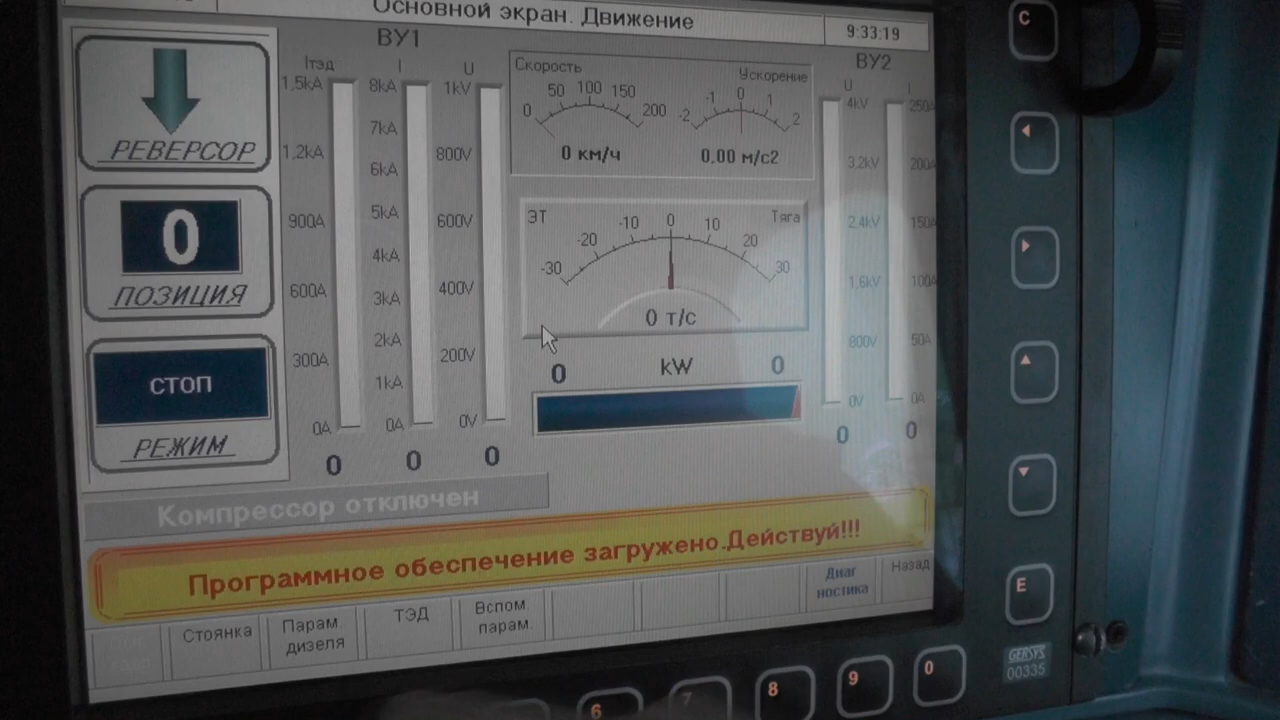 Основной экран. Движение
9:33:19
РЕВЕРСОР
0
ПОЗИЦИЯ
стоп
РЕЖИМ
ВУ1
Iтэд
I
U
1,5kA
1,2kA
900A
600A
300A
0A
0
8kA
7kA
6kA
5kA
4kA
3kA
2kA
1kA
0A
0
1kV
800V
600V
400V
200V
0V
0
Скорость
0
50
100
150
200
0 км/ч
Ускорение
-2
-1
0
1
2
0,00 м/с2
ЭТ
Тяга
-30
-20
-10
0
10
20
30
0 т/с
0
kW
0
ВУ2
U
I
4kV
3,2kV
2,4kV
1,6kV
800V
0V
0
250A
200A
150A
100A
50A
0A
0
Компрессор отключен
Программное обеспечение загружено.Действуй!!!
Стоянка
Парам
дизеля
ТЭД
Вспом.
парам.
Диаг
ностика
Назад
C
E
GERSYS
00335
6
7
8
9
0